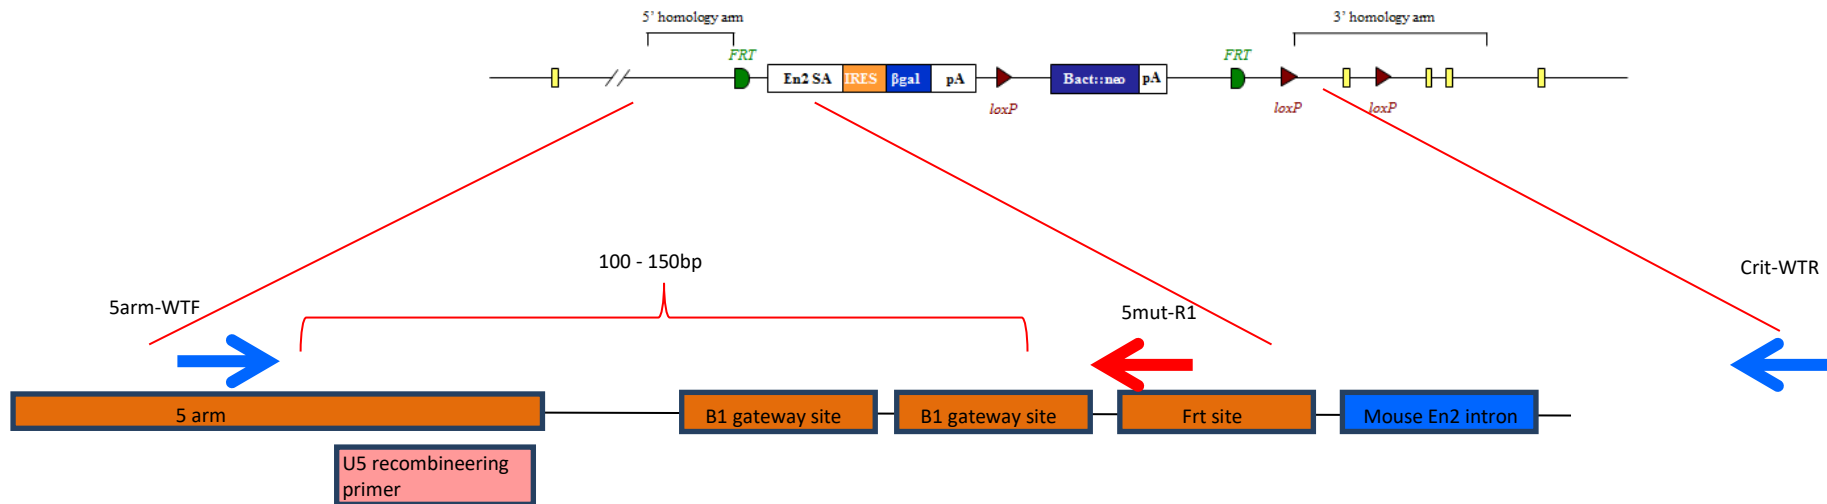 5’ homology arm
3’ homology arm
FRT
FRT
En2 SA
IRES
βgal
pA
Bact::neo
pA
loxP
loxP
loxP
100 - 150bp
Crit-WTR
5arm-WTF
5mut-R1
5 arm
B1 gateway site
B1 gateway site
Frt site
Mouse En2 intron
U5 recombineering
primer